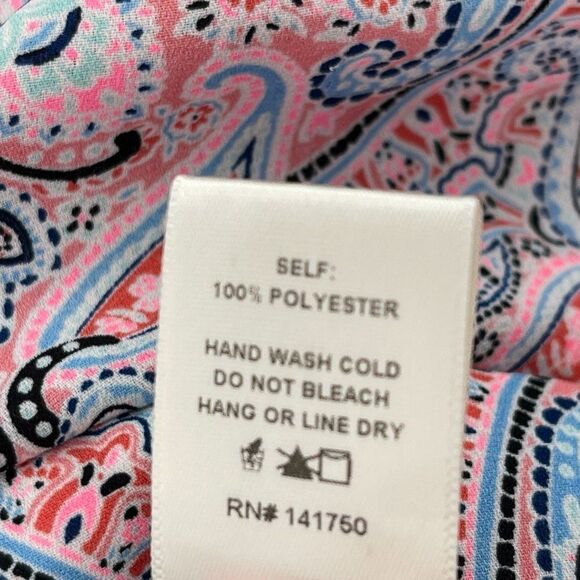 SELF:
100% POLYESTER
HAND WASH COLD
DO NOT BLEACH
HANG OR LINE DRY
RN# 141750